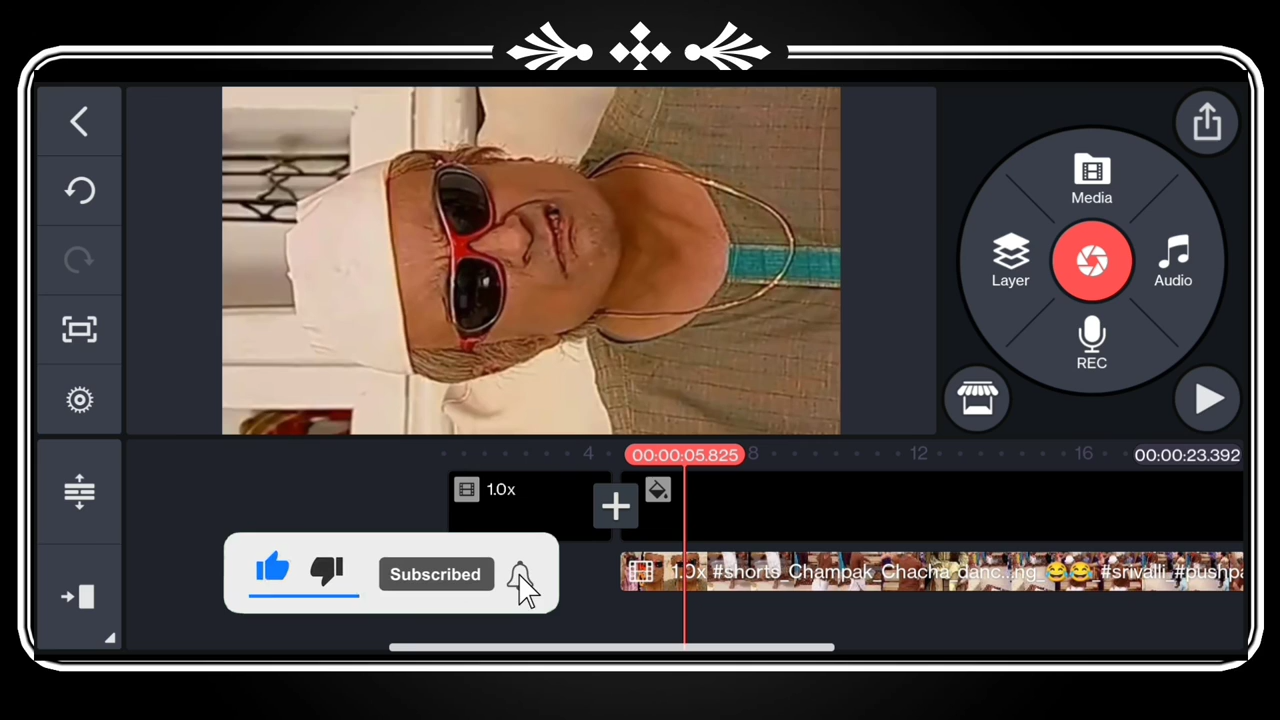 Media
Layer
Audio
REC
4
00:00:05.825
8
12
16
00:00:23.392
1.0x
1.0x #shorts_Champak_Chacha_danc...ng_😂😂_#srivalli_#pushpa
Subscribed